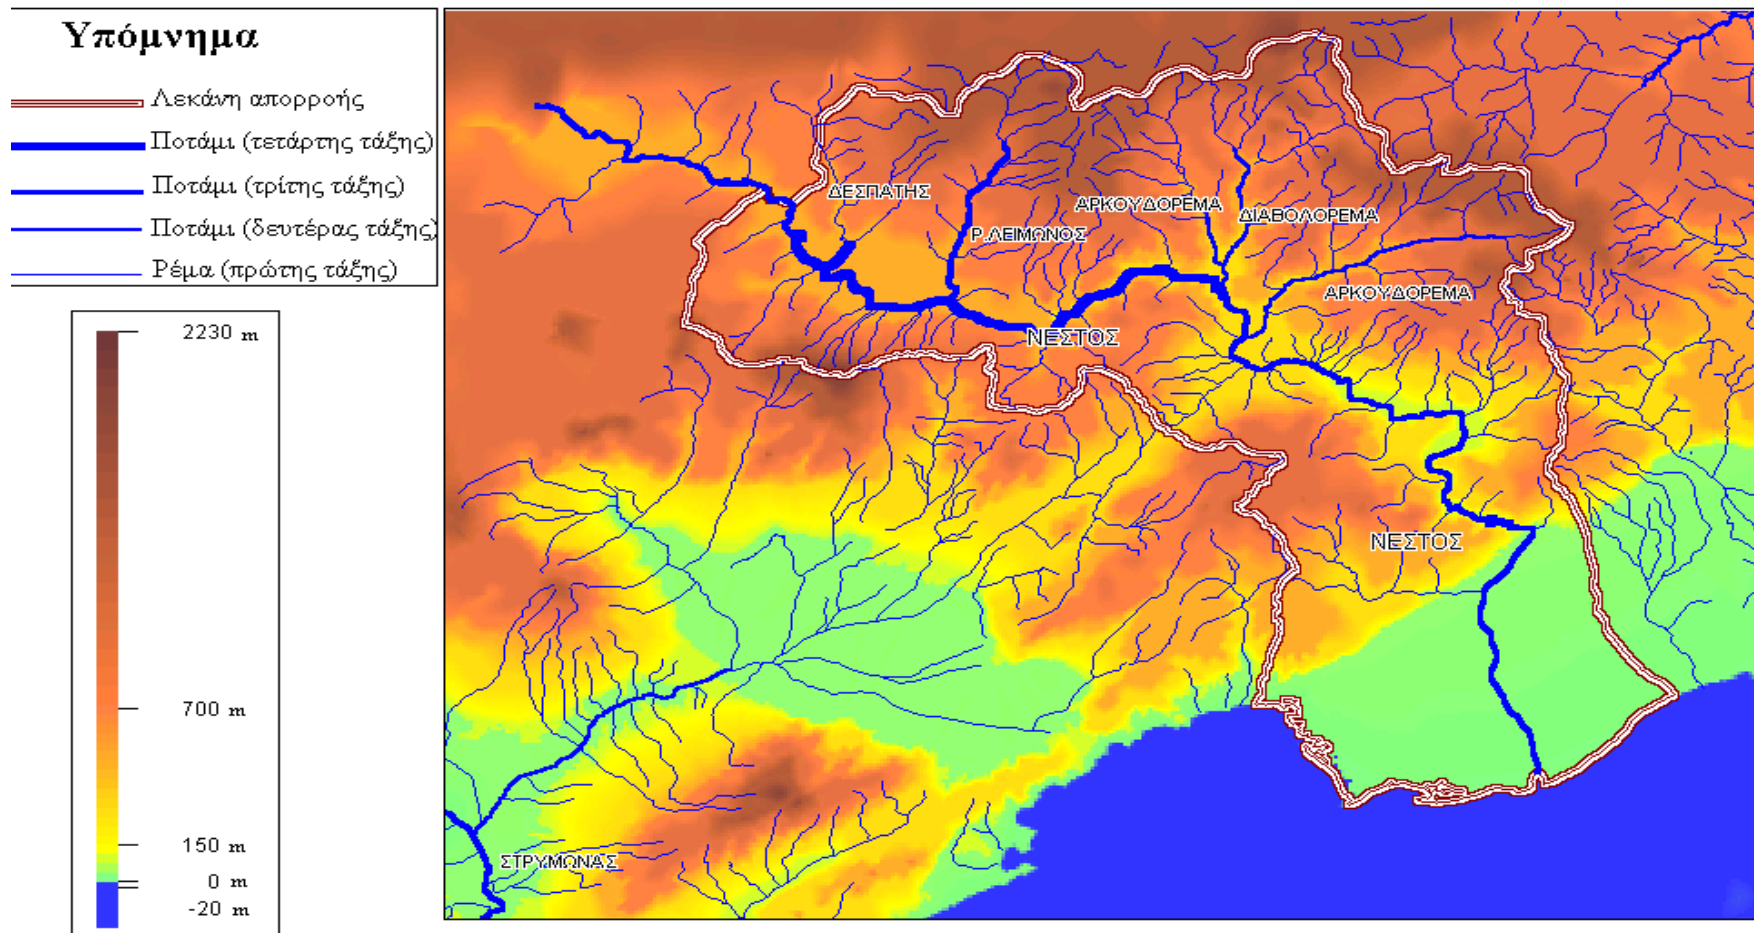 Υπόμνημα
Λεκάνη απορροής
Ποτάμι (τετάρτης τάξης)
Ποτάμι (τρίτης τάξης)
Ποτάμι (δευτέρας τάξης)
Ρέμα (πρώτης τάξης)
2230 m
700 m
150 m
0 m
-20 m
ΔΕΣΠΑΤΗΣ
ΑΡΚΟΥΔΟΡΕΜΑ
ΔΙΑΒΟΛΟΡΕΜΑ
Ρ.ΛΕΙΜΩΝΟΣ
ΑΡΚΟΥΔΟΡΕΜΑ
ΝΕΣΤΟΣ
ΝΕΣΤΟΣ
ΣΤΡΥΜΩΝΑΣ